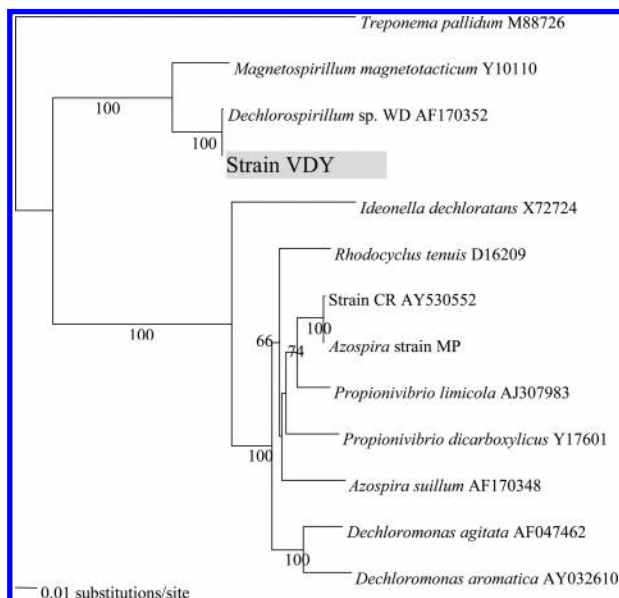 Treponema pallidum M88726
Magnetospirillum magnetotacticum Y10110
100
Dechlorospirillum sp. WD AF170352
100
Strain VDY
Ideonella dechloratans X72724
Rhodocyclus tenuis D16209
Strain CR AY530552
100
100
66
74
Azospira strain MP
Propionivibrio limicola AJ307983
Propionivibrio dicarboxylicus Y17601
100
Azospira suillum AF170348
Dechloromonas agitata AF047462
100
Dechloromonas aromatica AY032610
0.01 substitutions/site